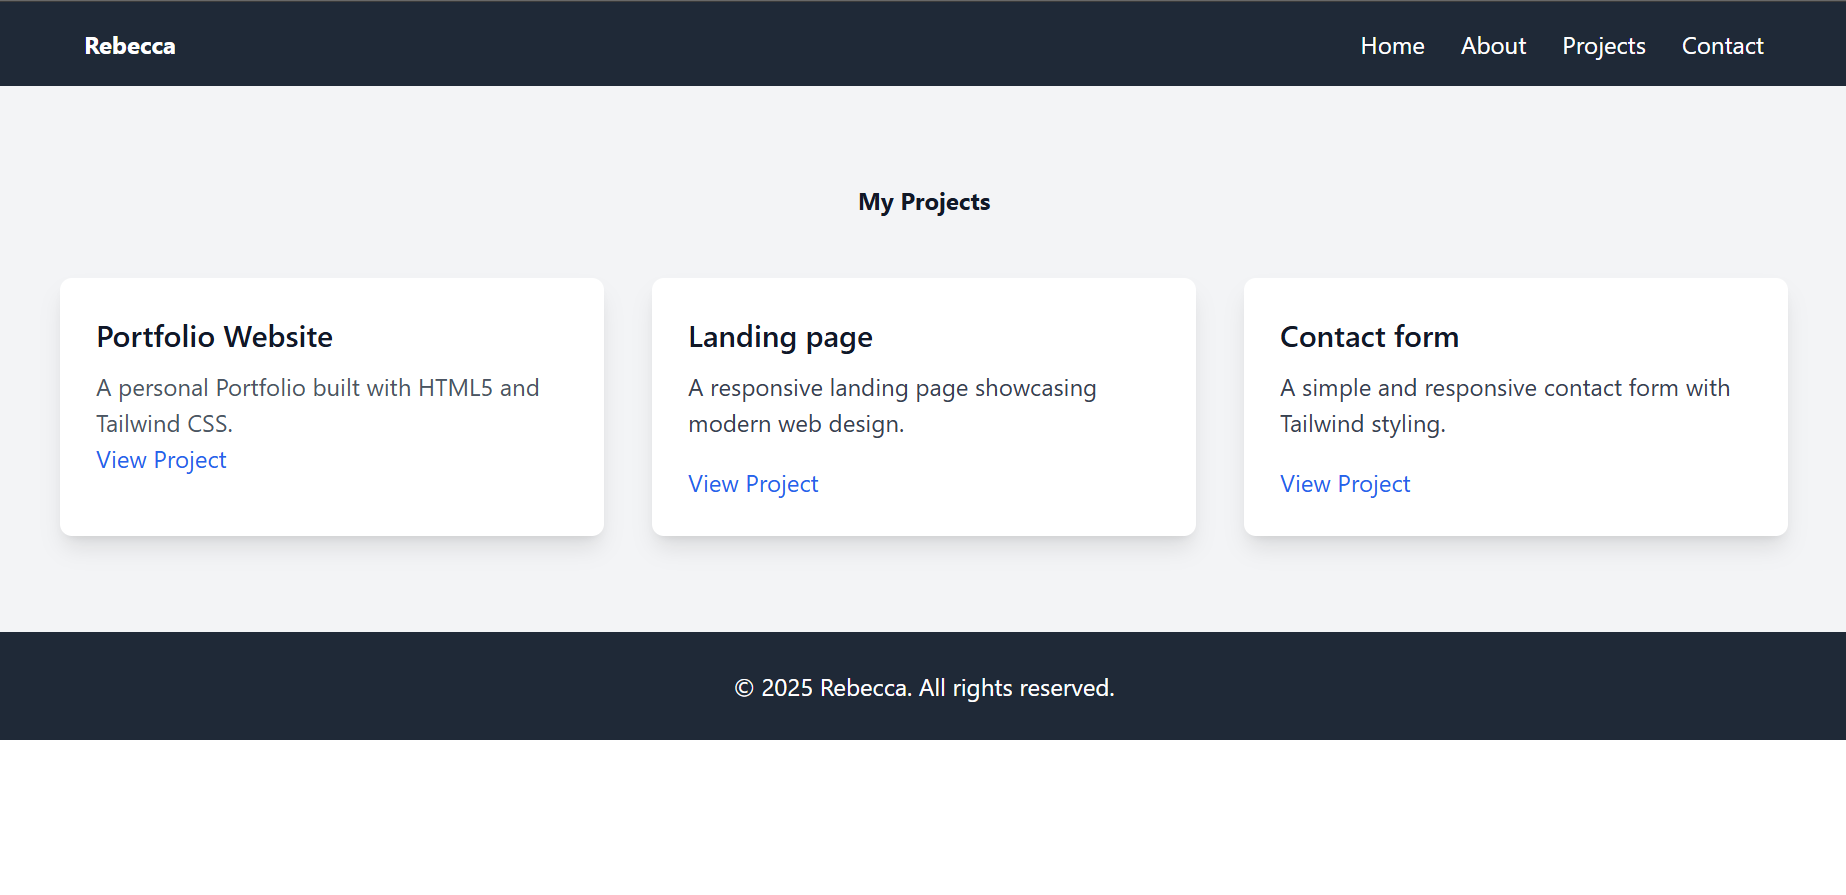 Rebecca
Home About Projects Contact
My Projects
Portfolio Website
A personal Portfolio built with HTML5 and
Tailwind CSS.
View Project
Landing page
A responsive landing page showcasing
modern web design.
View Project
Contact form
A simple and responsive contact form with
Tailwind styling.
View Project
© 2025 Rebecca. All rights reserved.